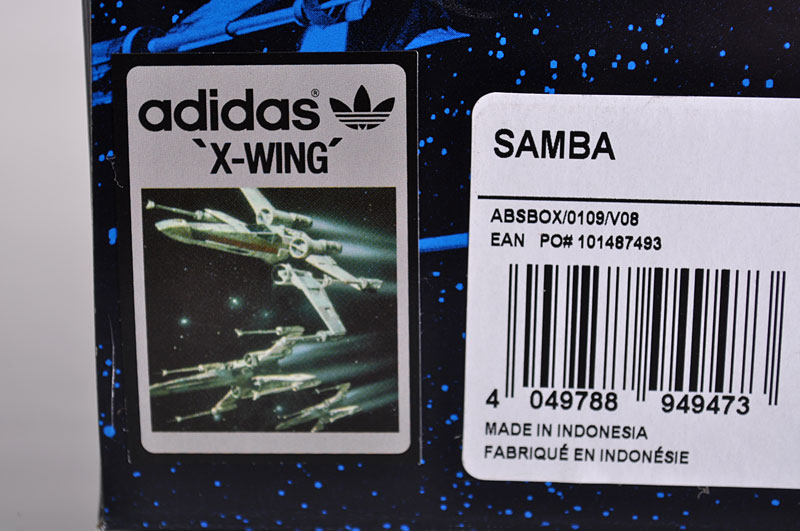 adidas®
`X-WING´
SAMBA
ABSBOX/0109/V08
EAN PO# 101487493
4 049788 949473
MADE IN INDONESIA
FABRIQUÉ EN INDONÉSIE